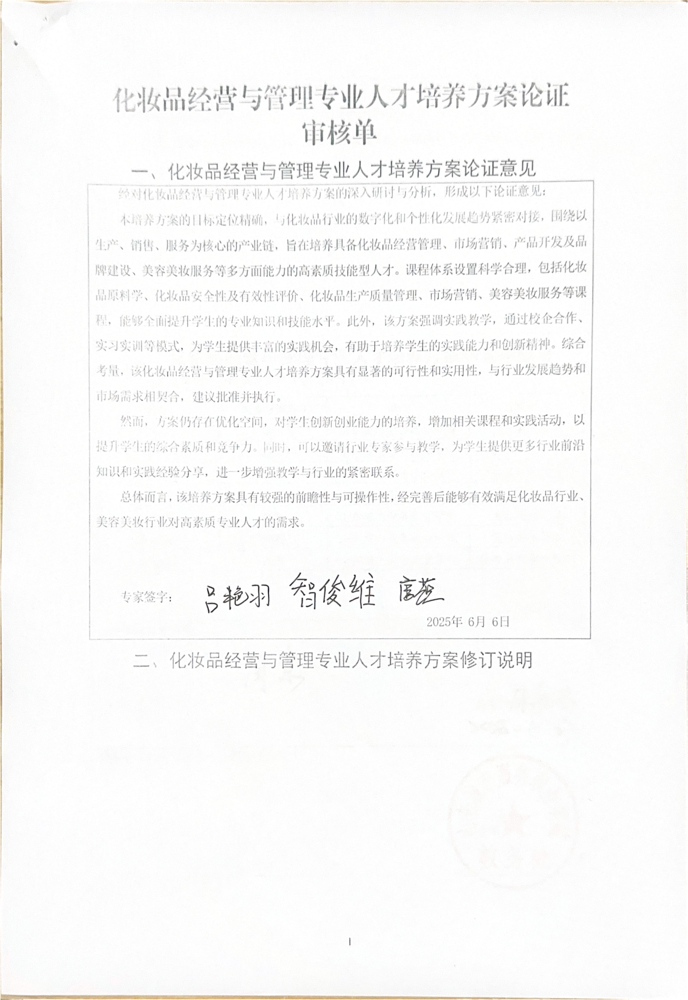 化妆品经营与管理专业人才培养方案论证
审核单
一、化妆品经营与管理专业人才培养方案论证意见
经对化妆品经营与管理专业人才培养方案的深入研讨与分析，形成以下论证意见：
本培养方案的目标定位精确，与化妆品行业的数字化和个性化发展趋势紧密对接，围绕以
生产、销售、服务为核心的产业链，旨在培养具备化妆品经营管理、市场营销、产品开发及品
牌建设、美容美妆服务等多方面能力的高素质技能型人才。课程体系设置科学合理，包括化妆
品原料学、化妆品安全性及有效性评价、化妆品生产质量管理、市场营销、美容美妆服务等课
程，能够全面提升学生的专业知识和技能水平。此外，该方案强调实践教学，通过校企合作、
实习实训等模式，为学生提供丰富的实践机会，有助于培养学生的实践能力和创新精神。综合
考量，该化妆品经营与管理专业人才培养方案具有显著的可行性和实用性，与行业发展趋势和
市场需求相契合，建议批准并执行。
然而，方案仍存在优化空间，对学生创新创业能力的培养，增加相关课程和实践活动，以
提升学生的综合素质和竞争力。同时，可以邀请行业专家参与教学，为学生提供更多行业前沿
知识和实践经验分享，进一步增强教学与行业的紧密联系。
总体而言，该培养方案具有较强的前瞻性与可操作性，经完善后能够有效满足化妆品行业、
美容美妆行业对高素质专业人才的需求。
专家签字： 吕艳羽 智俊维
2025年 6月 6日
二、化妆品经营与管理专业人才培养方案修订说明
1